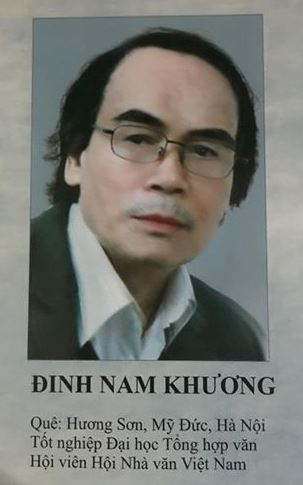 ĐINH NAM KHƯƠNG
Quê: Hương Sơn, Mỹ Đức, Hà Nội
Tốt nghiệp Đại học Tổng hợp văn
Hội viên Hội Nhà văn Việt Nam